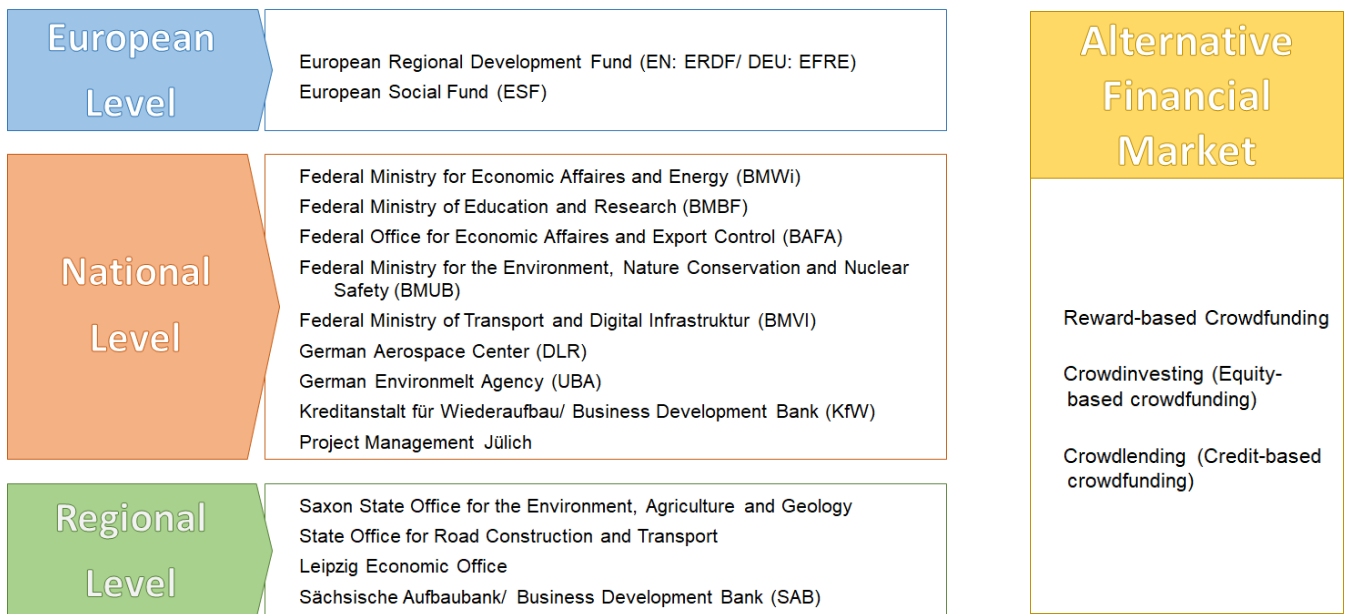 European
Level
European Regional Development Fund (EN: ERDF/ DEU: EFRE)
European Social Fund (ESF)
National
Level
Federal Ministry for Economic Affaires and Energy (BMWi)
Federal Ministry of Education and Research (BMBF)
Federal Office for Economic Affaires and Export Control (BAFA)
Federal Ministry for the Environment, Nature Conservation and Nuclear
Safety (BMUB)
Federal Ministry of Transport and Digital Infrastruktur (BMVI)
German Aerospace Center (DLR)
German Environmelt Agency (UBA)
Kreditanstalt für Wiederaufbau/ Business Development Bank (KfW)
Project Management Jülich
Regional
Level
Saxon State Office for the Environment, Agriculture and Geology
State Office for Road Construction and Transport
Leipzig Economic Office
Sächsische Aufbaubank/ Business Development Bank (SAB)
Alternative
Financial
Market
Reward-based Crowdfunding
Crowdinvesting (Equity-
based crowdfunding)
Crowdlending (Credit-based
crowdfunding)